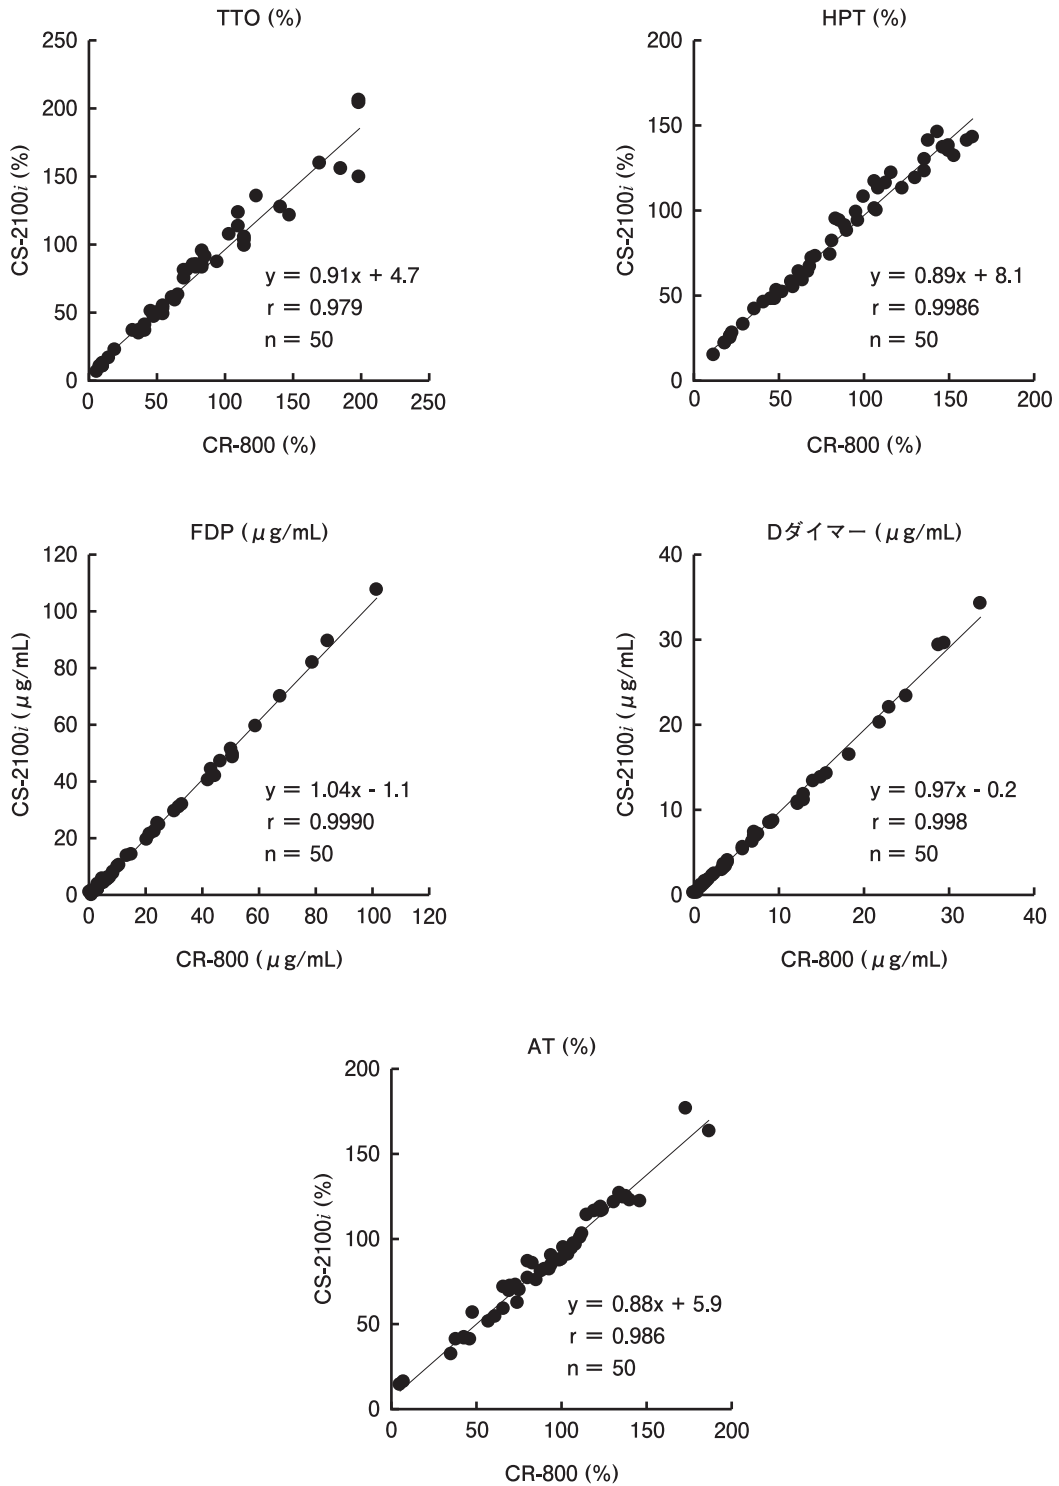 TTO (%)
250
200
150
100
50
0
CS-2100i (%)
y = 0.91x + 4.7
r = 0.979
n = 50
0 50 100 150 200 250
CR-800 (%)
HPT (%)
200
150
100
50
0
CS-2100i (%)
y = 0.89x + 8.1
r = 0.9986
n = 50
0 50 100 150 200
CR-800 (%)
FDP (μg/mL)
120
100
80
60
40
20
0
CS-2100i (μg/mL)
y = 1.04x - 1.1
r = 0.9990
n = 50
0 20 40 60 80 100 120
CR-800 (μg/mL)
Dダイマー (μg/mL)
40
30
20
10
0
CS-2100i (μg/mL)
y = 0.97x - 0.2
r = 0.998
n = 50
0 10 20 30 40
CR-800 (μg/mL)
AT (%)
200
150
100
50
0
CS-2100i (%)
y = 0.88x + 5.9
r = 0.986
n = 50
0 50 100 150 200
CR-800 (%)